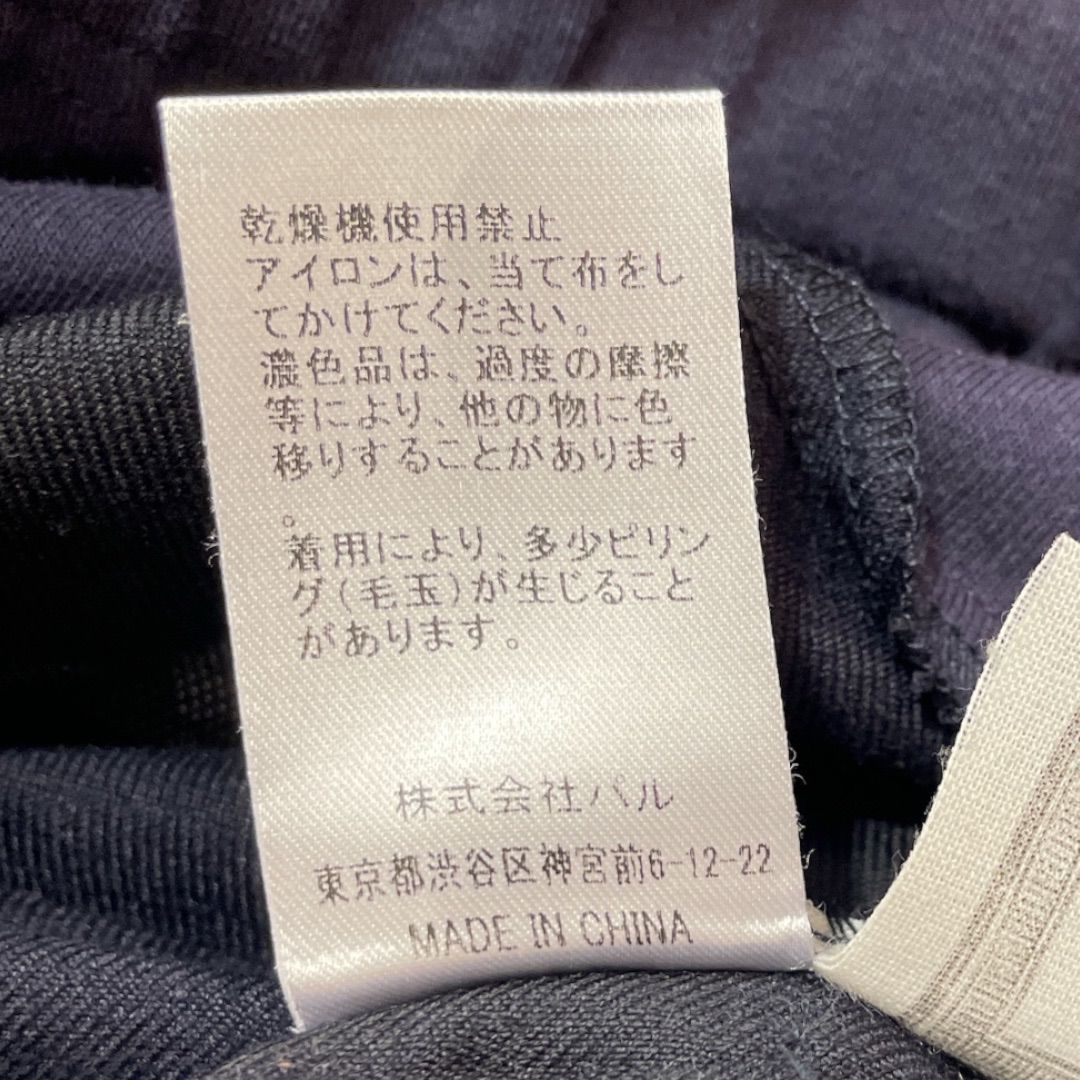 乾燥機使用禁止
アイロンは、当て布をし
てかけてください。
濃色品は、過度の摩擦
等により、他の物に色
移りすることがあります
。
着用により、多少ピリン
グ(毛玉)が生じること
があります。
株式会社パル
東京都渋谷区神宮前6-12-22
MADE IN CHINA